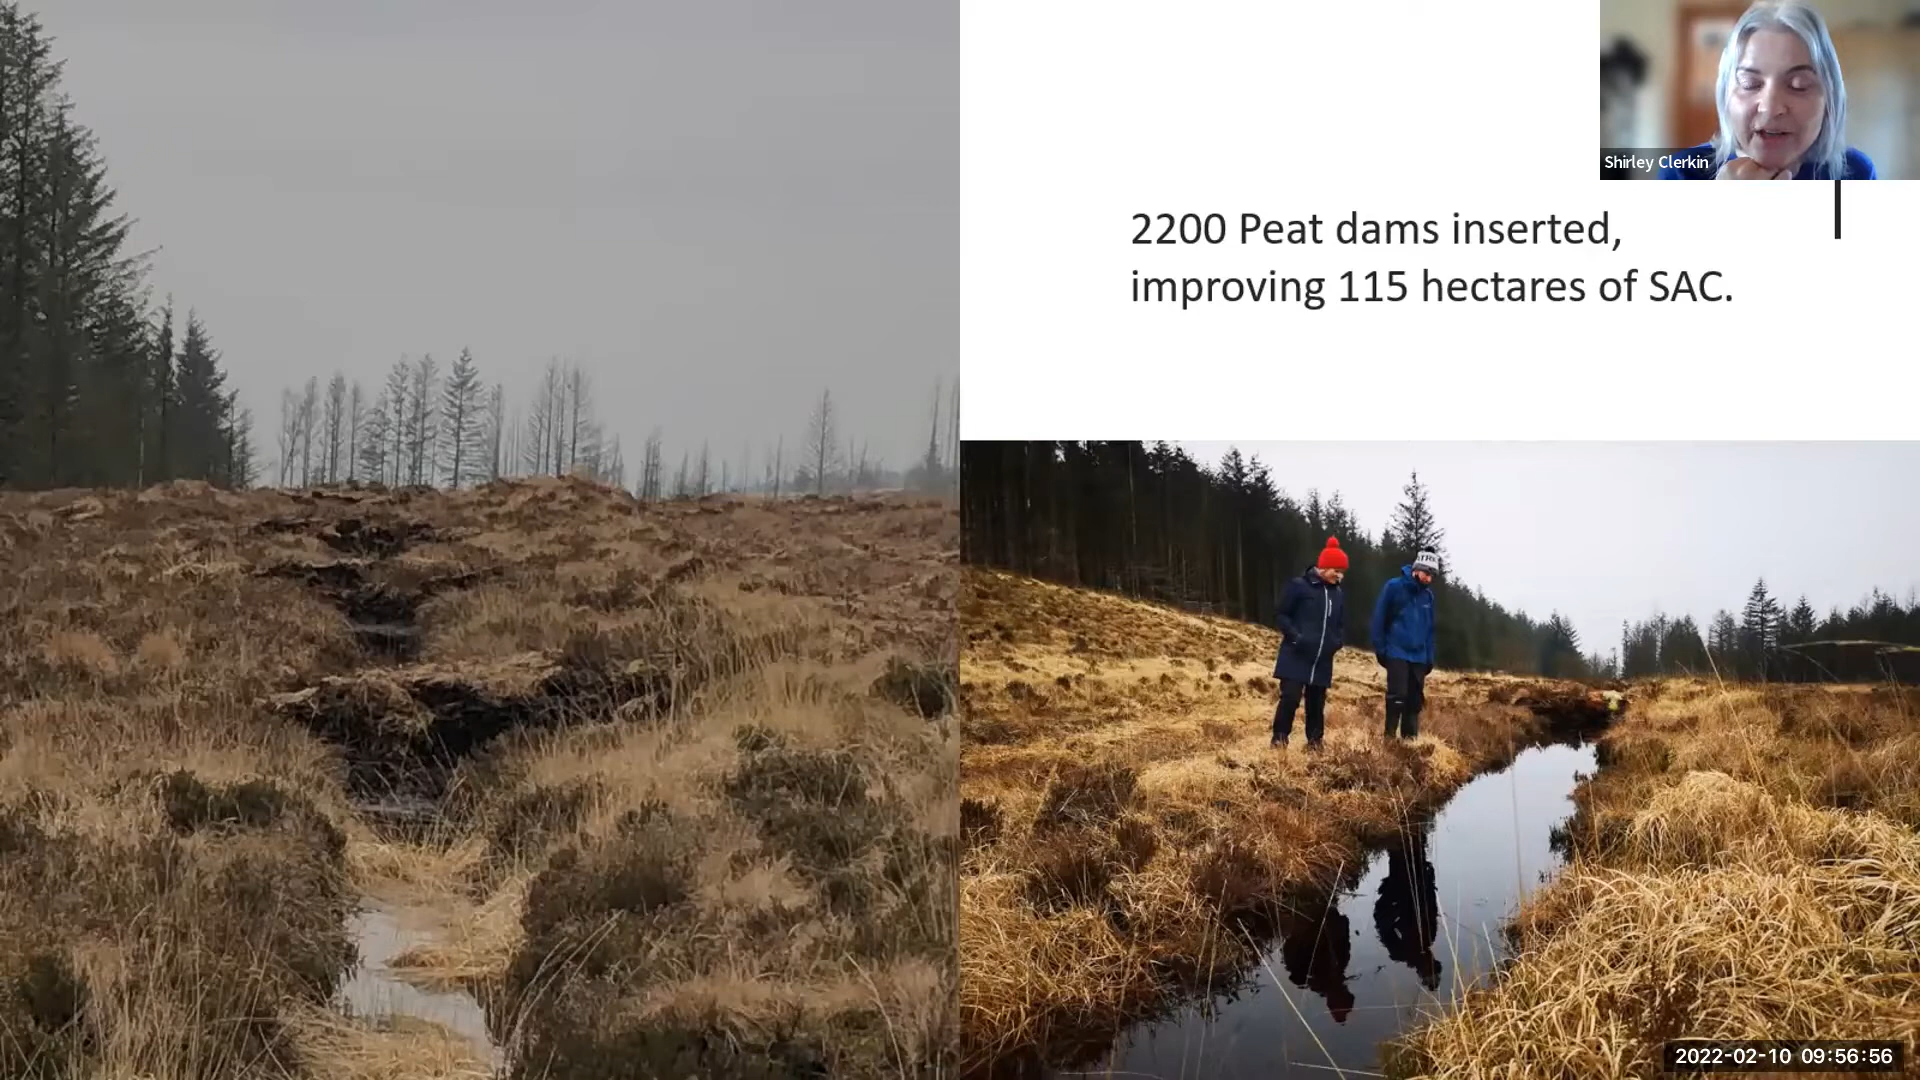 Shirley Clerkin
2200 Peat dams inserted,
improving 115 hectares of SAC.
2022-02-10 09:56:56